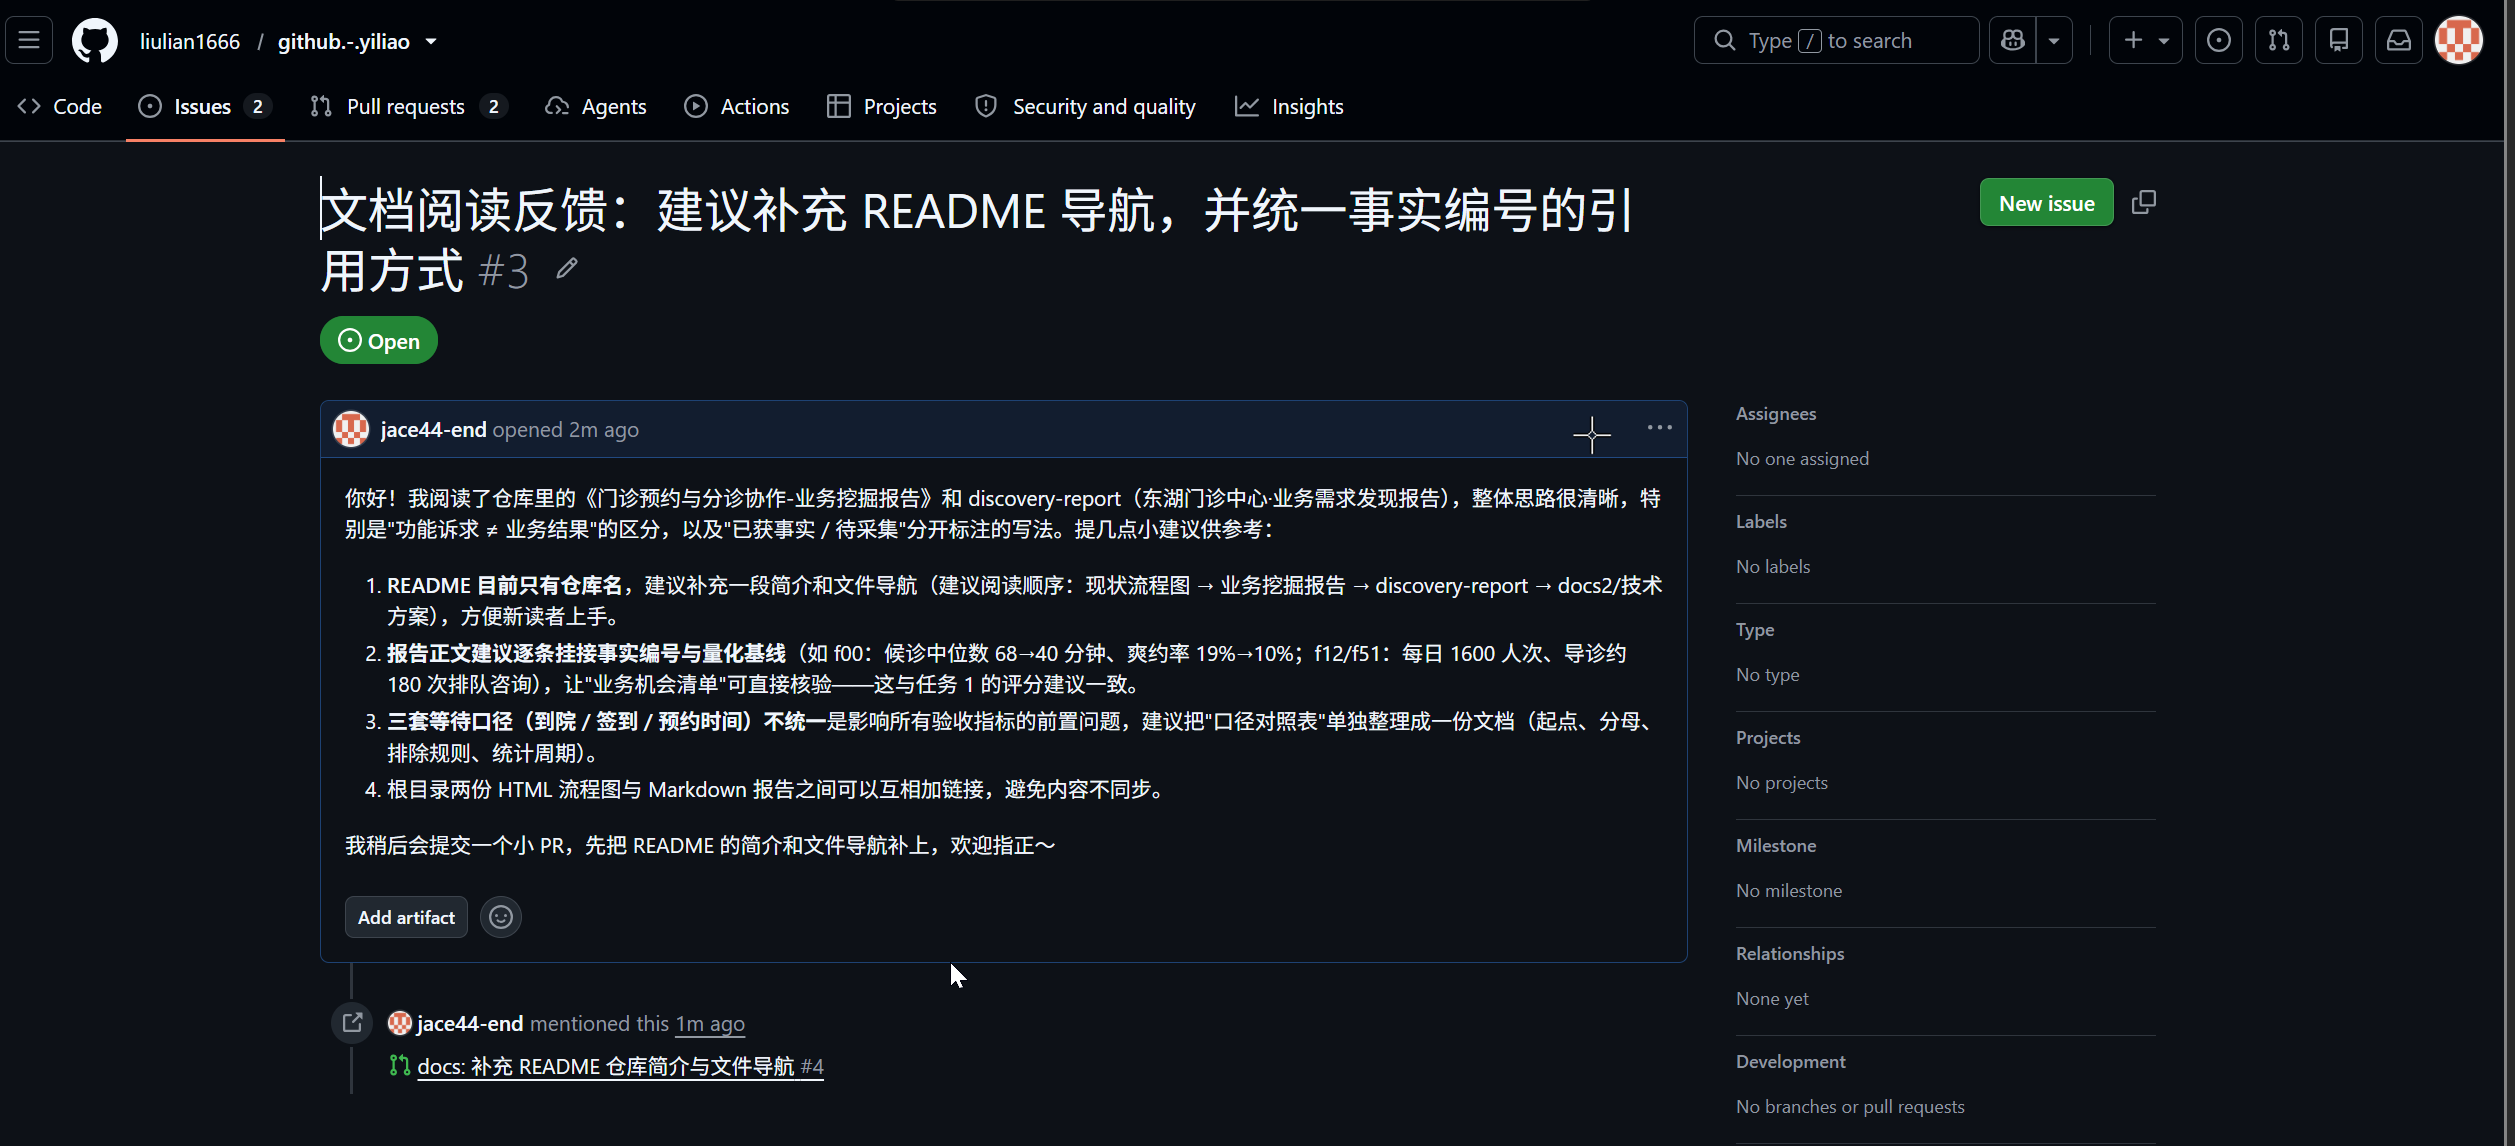 liulian1666 / github.-.yiliao
Type / to search
Code
Issues 2
Pull requests 2
Agents
Actions
Projects
Security and quality
Insights
文档阅读反馈：建议补充 README 导航，并统一事实编号的引
用方式 #3
New issue
Open
jace44-end opened 2m ago
你好！我阅读了仓库里的《门诊预约与分诊协作-业务挖掘报告》和 discovery-report（东湖门诊中心·业务需求发现报告），整体思路很清晰，特
别是"功能诉求 ≠ 业务结果"的区分，以及"已获事实 / 待采集"分开标注的写法。提几点小建议供参考：
1. README 目前只有仓库名，建议补充一段简介和文件导航（建议阅读顺序：现状流程图 → 业务挖掘报告 → discovery-report → docs2/技术
方案），方便新读者上手。
2. 报告正文建议逐条挂接事实编号与量化基线（如 f00：候诊中位数 68→40 分钟、爽约率 19%→10%；f12/f51：每日 1600 人次、导诊约
180 次排队咨询），让"业务机会清单"可直接核验——这与任务 1 的评分建议一致。
3. 三套等待口径（到院 / 签到 / 预约时间）不统一是影响所有验收指标的前置问题，建议把"口径对照表"单独整理成一份文档（起点、分母、
排除规则、统计周期）。
4. 根目录两份 HTML 流程图与 Markdown 报告之间可以互相加链接，避免内容不同步。
我稍后会提交一个小 PR，先把 README 的简介和文件导航补上，欢迎指正～
Add artifact
jace44-end mentioned this 1m ago
docs: 补充 README 仓库简介与文件导航 #4
Assignees
No one assigned
Labels
No labels
Type
No type
Projects
No projects
Milestone
No milestone
Relationships
None yet
Development
No branches or pull requests